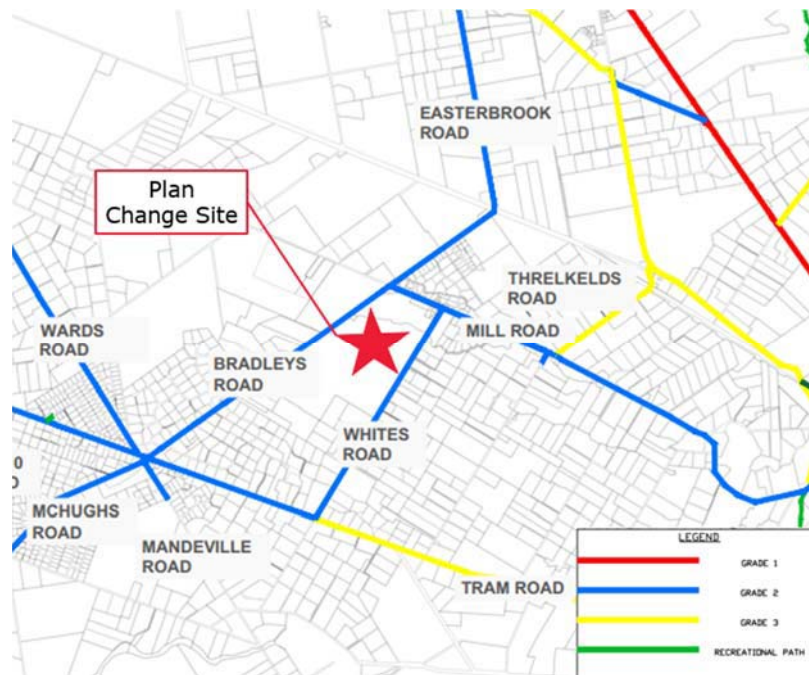 EASTERBROOK
ROAD
Plan
Change Site
THRELKELDS
ROAD
MILL ROAD
WARDS
ROAD
BRADLEYS
ROAD
WHITES
ROAD
0
MCHUGHS
ROAD
MANDEVILLE
ROAD
TRAM ROAD
LEGEND
GRADE 1
GRADE 2
GRADE 3
RECREATIONAL PATH